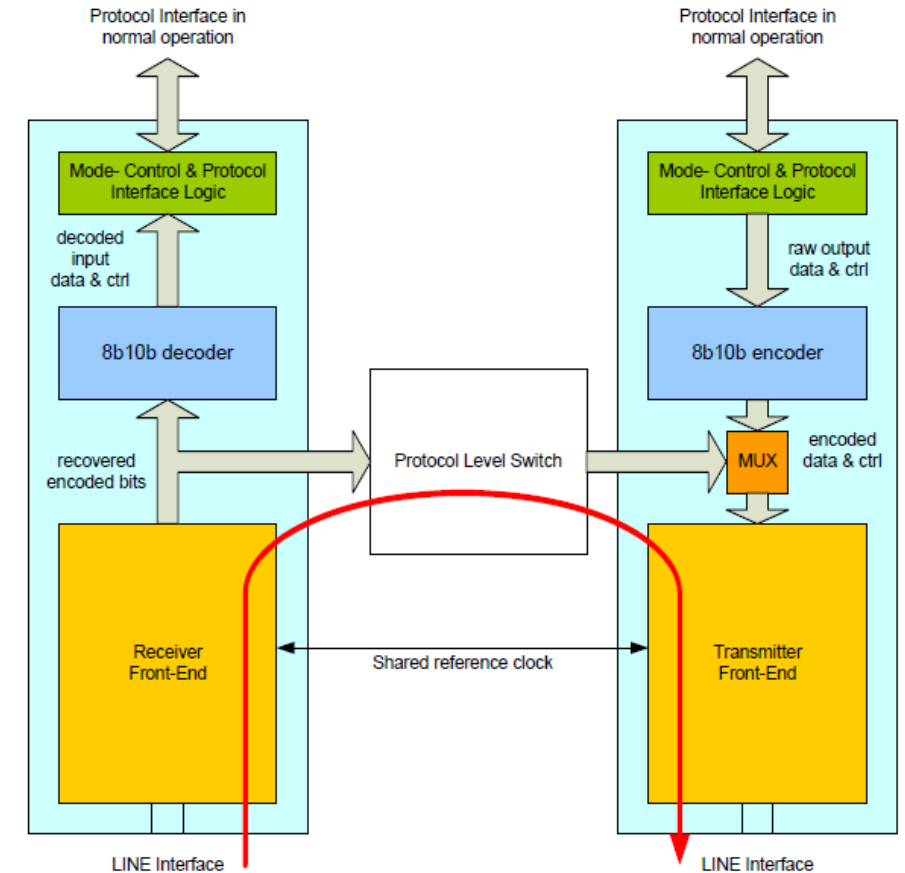 Protocol Interface in
normal operation
Protocol Interface in
normal operation
Mode- Control & Protocol
Interface Logic
Mode- Control & Protocol
Interface Logic
decoded
input
data & ctrl
raw output
data & ctrl
8b10b decoder
8b10b encoder
recovered
encoded bits
Protocol Level Switch
MUX
encoded
data & ctrl
Receiver
Front-End
Shared reference clock
Transmitter
Front-End
LINE Interface
LINE Interface